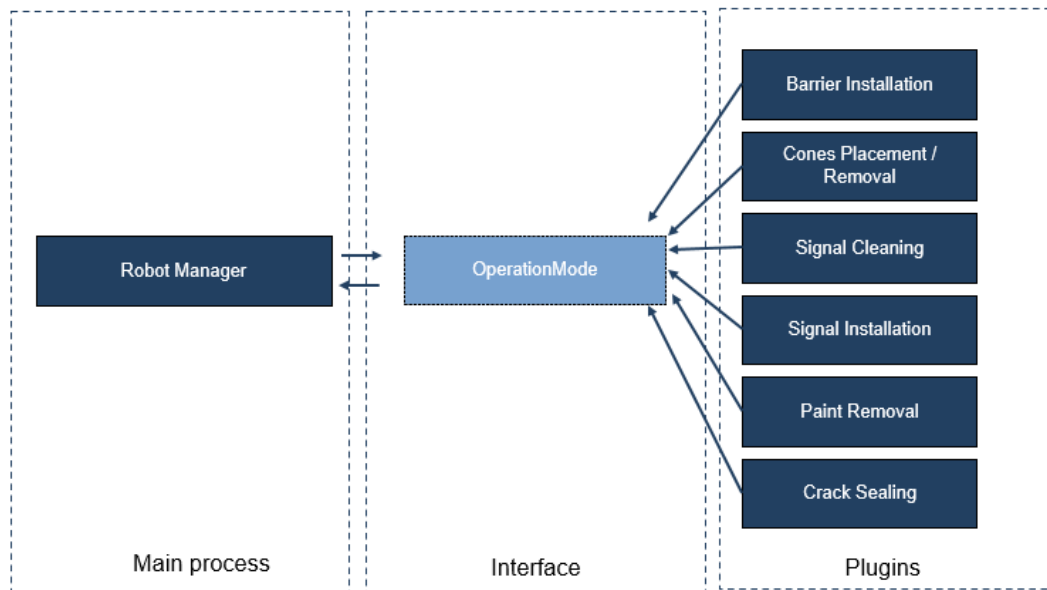 Barrier Installation
Cones Placement /
Removal
Signal Cleaning
Robot Manager
OperationMode
Signal Installation
Paint Removal
Crack Sealing
Main process
Interface
Plugins